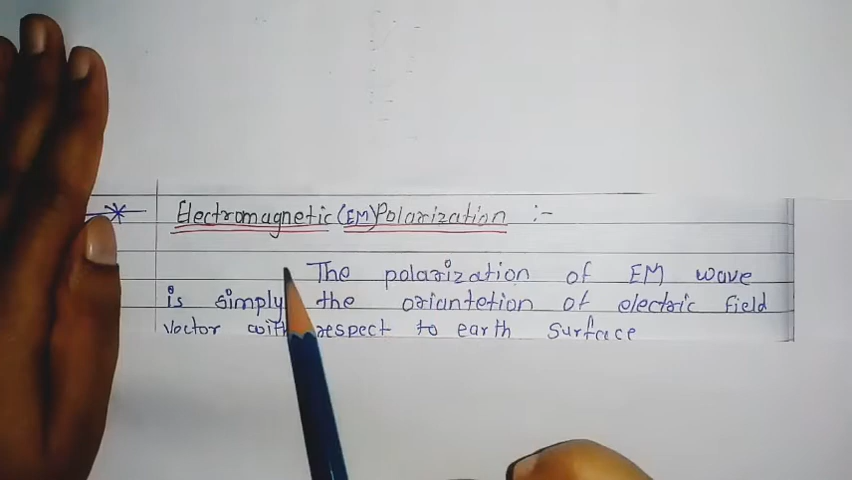 Electromagnetic (EM) Polarization :-
The polarization of EM wave
is simply the oriantetion of electric field
vector with respect to earth surface